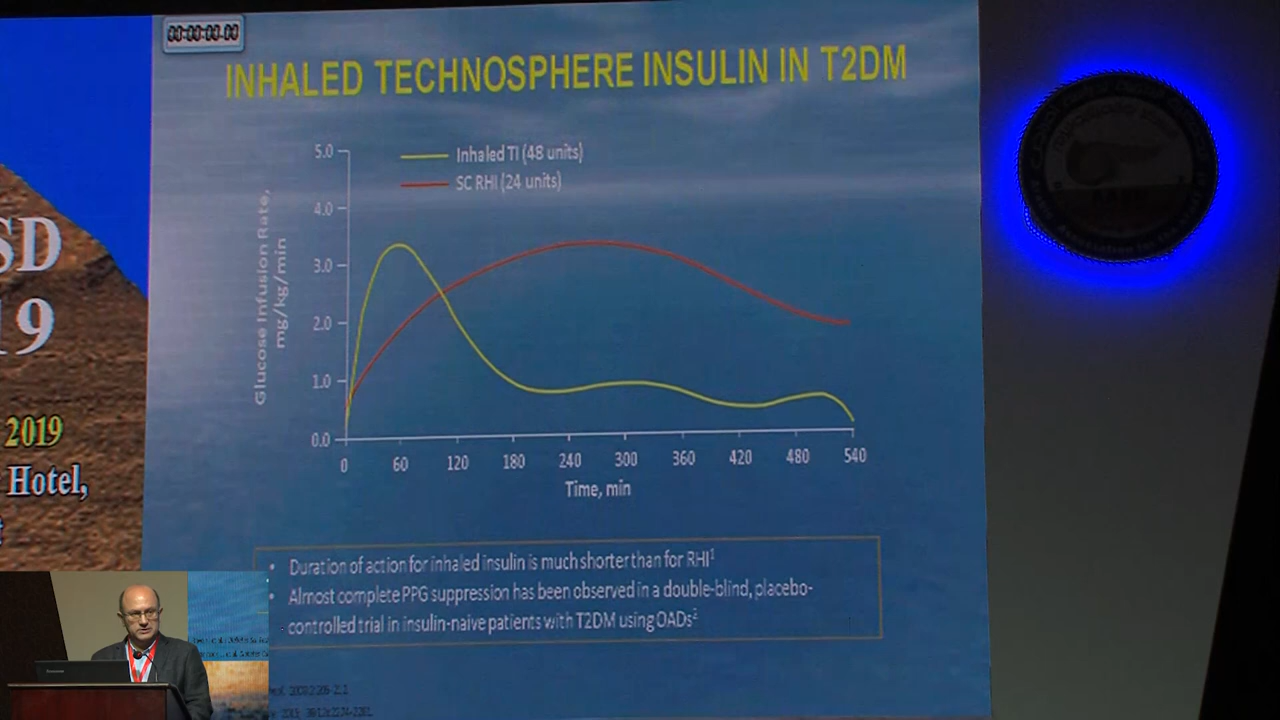 00:00:00.00
INHALED TECHNOSPHERE INSULIN IN T2DM
Inhaled TI (48 units)
SC RHI (24 units)
Glucose Infusion Rate,
mg/kg/min
5.0
4.0
3.0
2.0
1.0
0.0
0 60 120 180 240 300 360 420 480 540
Time, min
• Duration of action for inhaled insulin is much shorter than for RHI1
• Almost complete PPG suppression has been observed in a double-blind, placebo-
controlled trial in insulin-naive patients with T2DM using OADs2
SD
19
2019
Hotel,